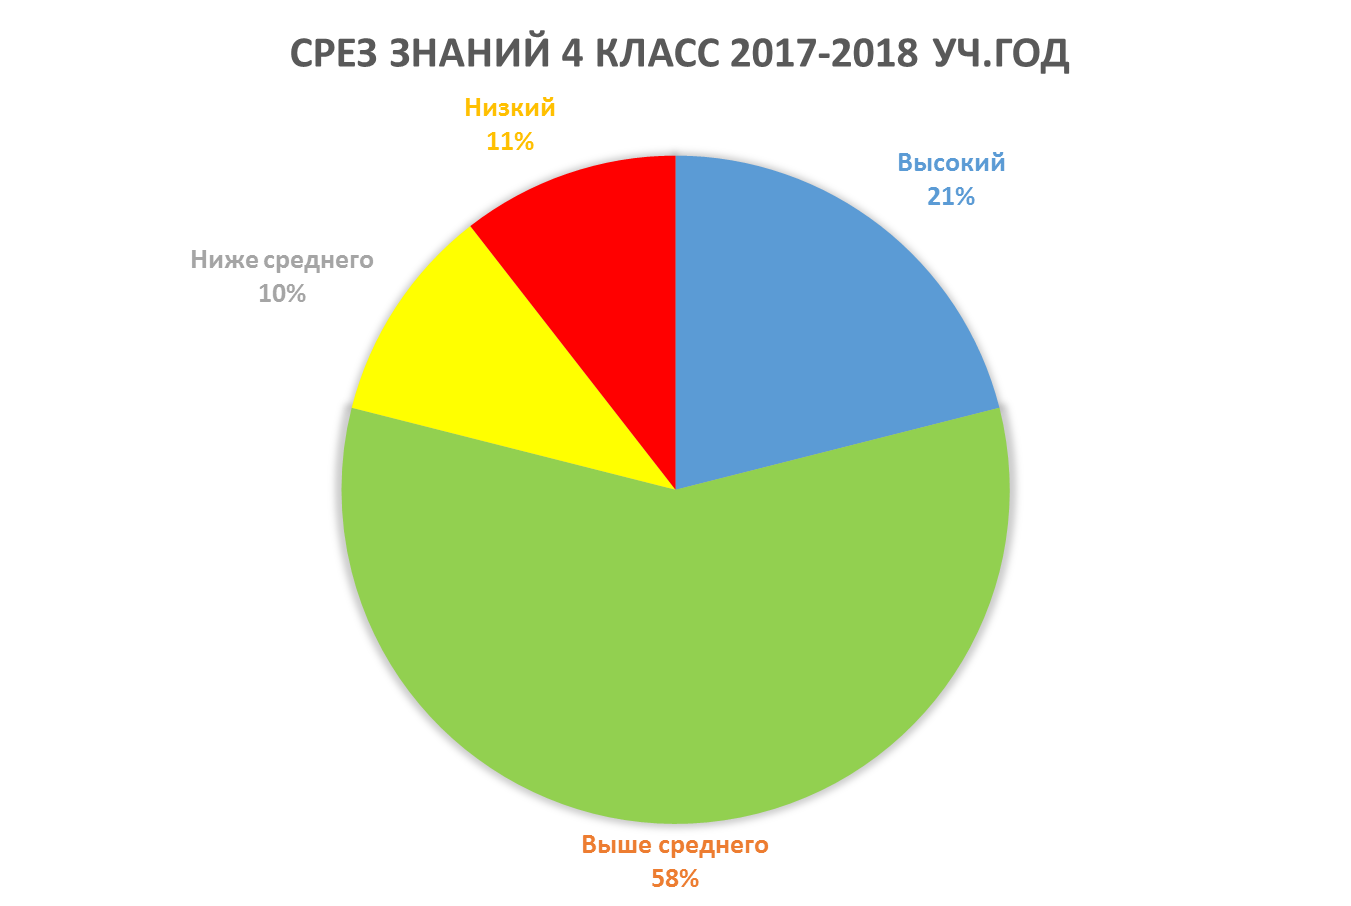 СРЕЗ ЗНАНИЙ 4 КЛАСС 2017-2018 УЧ.ГОД
Низкий
11%
Высокий
21%
Ниже среднего
10%
Выше среднего
58%